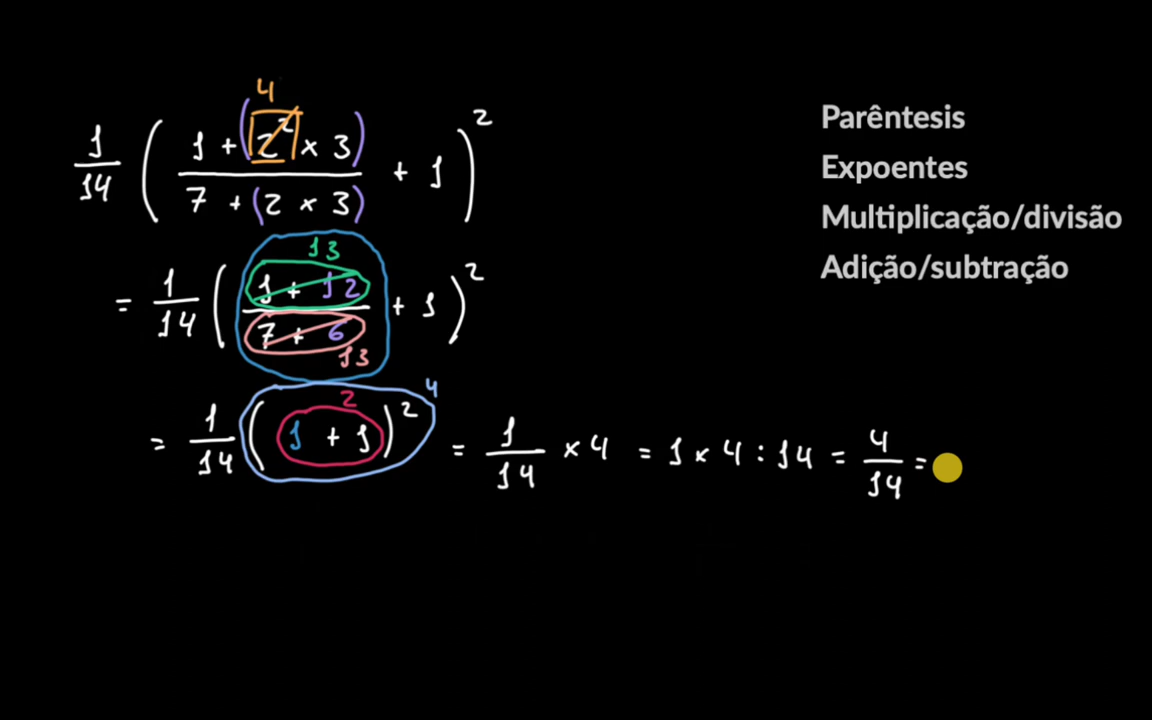 1/14 ( (1 + (2² × 3)) / (7 + (2 × 3)) + 1 )²
4
= 1/14 ( (1 + 12) / (7 + 6) + 1 )²
13
13
= 1/14 ( 1 + 1 )² = 1/14 × 4 = 1 × 4 : 14 = 4/14 =
2
4
Parêntesis
Expoentes
Multiplicação/divisão
Adição/subtração